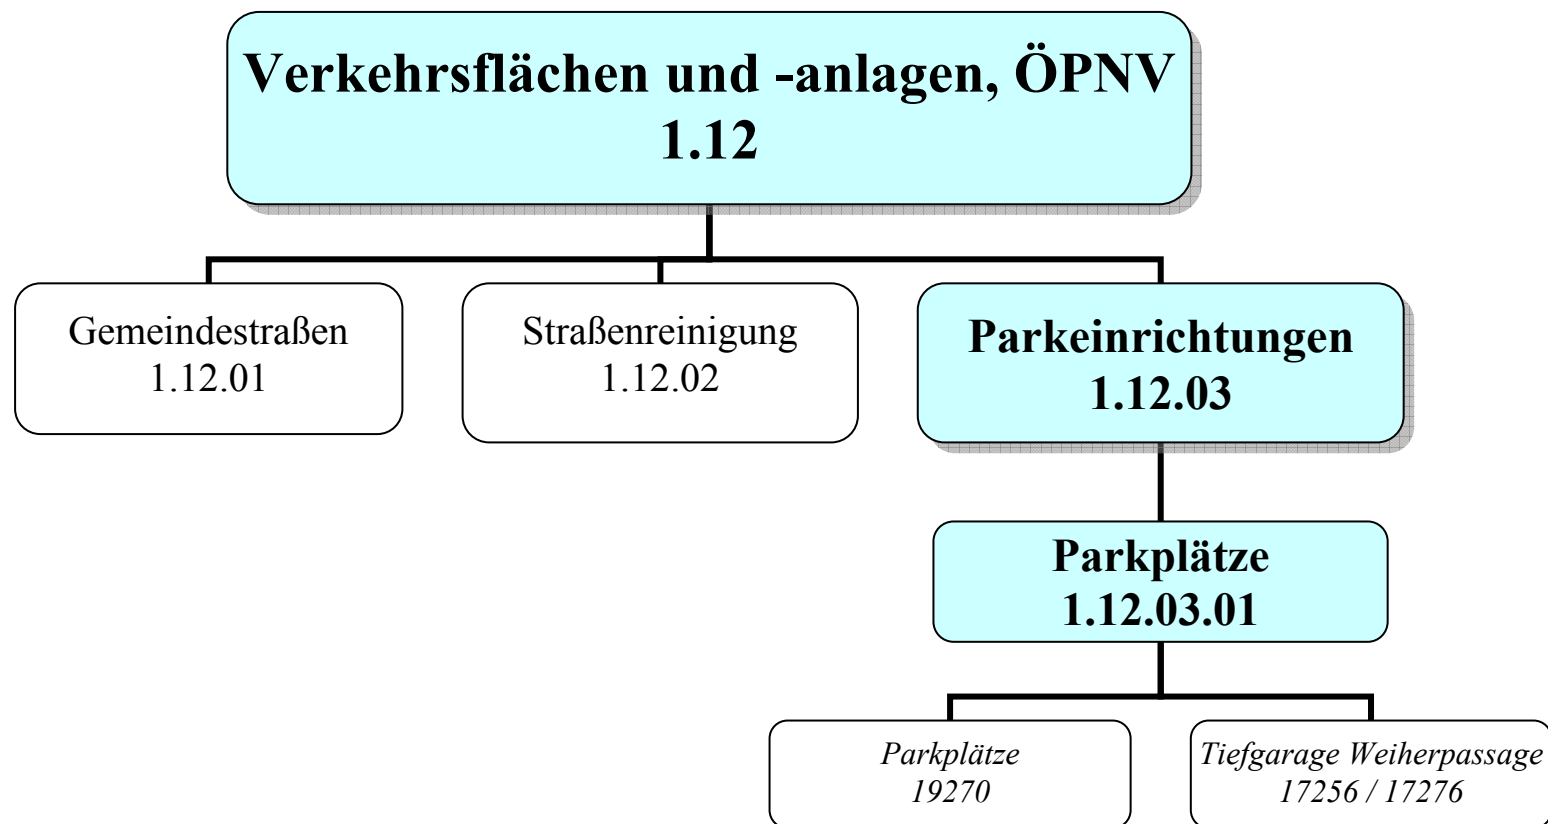 Verkehrsflächen und -anlagen, ÖPNV
1.12
Gemeindestraßen
1.12.01
Straßenreinigung
1.12.02
Parkeinrichtungen
1.12.03
Parkplätze
1.12.03.01
Parkplätze
19270
Tiefgarage Weiherpassage
17256 / 17276